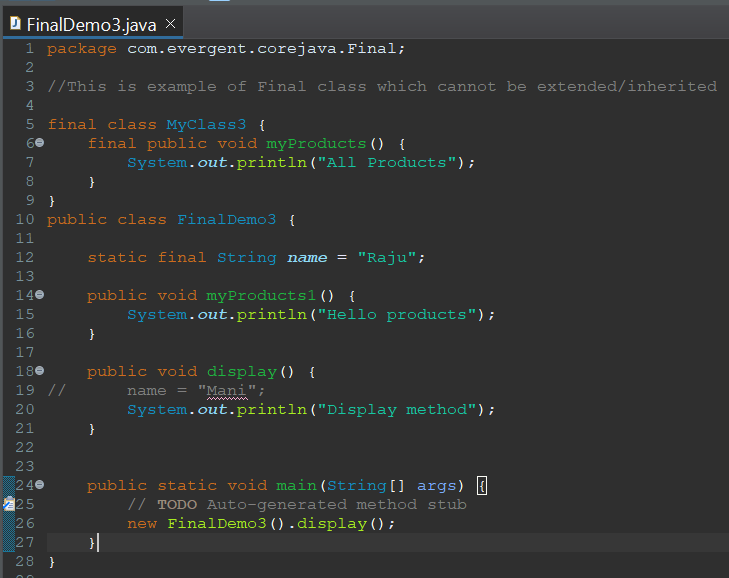 FinalDemo3.java
1 package com.evergent.corejava.Final;
2
3 //This is example of Final class which cannot be extended/inherited
4
5 final class MyClass3 {
6     final public void myProducts() {
7         System.out.println("All Products");
8     }
9 }
10 public class FinalDemo3 {
11
12     static final String name = "Raju";
13
14     public void myProducts1() {
15         System.out.println("Hello products");
16     }
17
18     public void display() {
19 //      name = "Mani";
20         System.out.println("Display method");
21     }
22
23
24     public static void main(String[] args) {
25         // TODO Auto-generated method stub
26         new FinalDemo3().display();
27     }
28 }